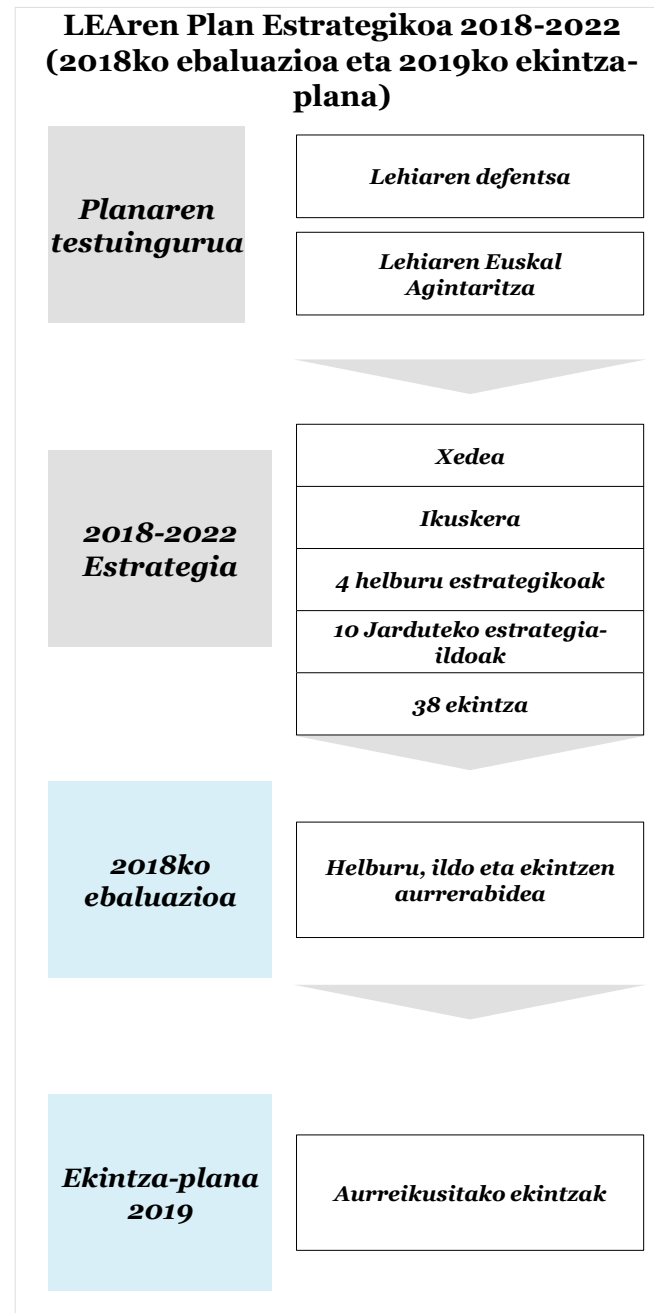 LEAren Plan Estrategikoa 2018-2022
(2018ko ebaluazioa eta 2019ko ekintza-
plana)
Planaren
testuingurua
Lehiaren defentsa
Lehiaren Euskal
Agintaritza
2018-2022
Estrategia
Xedea
Ikuskera
4 helburu estrategikoak
10 Jarduteko estrategia-
ildoak
38 ekintza
2018ko
ebaluazioa
Helburu, ildo eta ekintzen
aurrerabidea
Ekintza-plana
2019
Aurreikusitako ekintzak